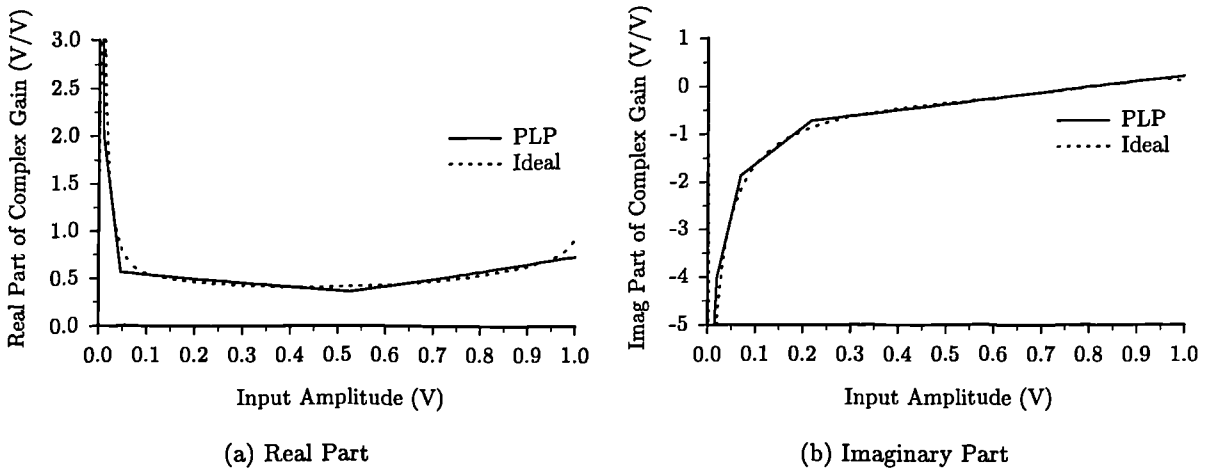 Real Part of Complex Gain (V/V)
3.0
2.5
2.0
1.5
1.0
0.5
0.0
0.0 0.1 0.2 0.3 0.4 0.5 0.6 0.7 0.8 0.9 1.0
PLP
Ideal
Input Amplitude (V)
(a) Real Part
Imag Part of Complex Gain (V/V)
1
0
-1
-2
-3
-4
-5
0.0 0.1 0.2 0.3 0.4 0.5 0.6 0.7 0.8 0.9 1.0
PLP
Ideal
Input Amplitude (V)
(b) Imaginary Part